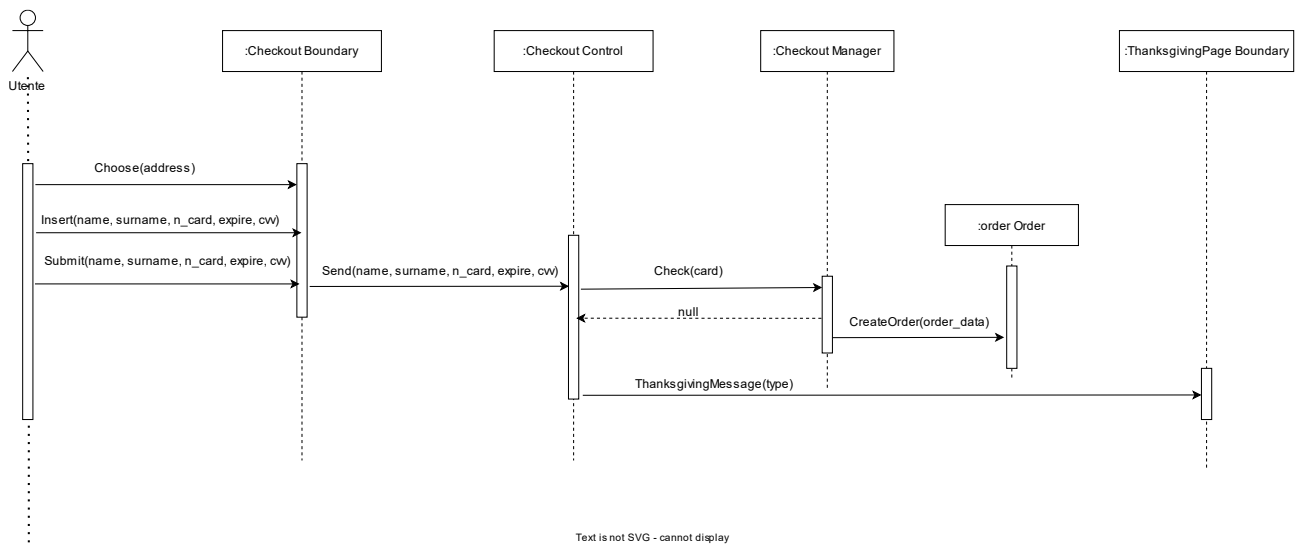 :Checkout Boundary
:Checkout Control
:Checkout Manager
:ThanksgivingPage Boundary
Utente
Choose(address)
Insert(name, surname, n_card, expire, cvv)
:order Order
Submit(name, surname, n_card, expire, cvv)
Send(name, surname, n_card, expire, cvv)
Check(card)
null
CreateOrder(order_data)
ThanksgivingMessage(type)
Text is not SVG - cannot display